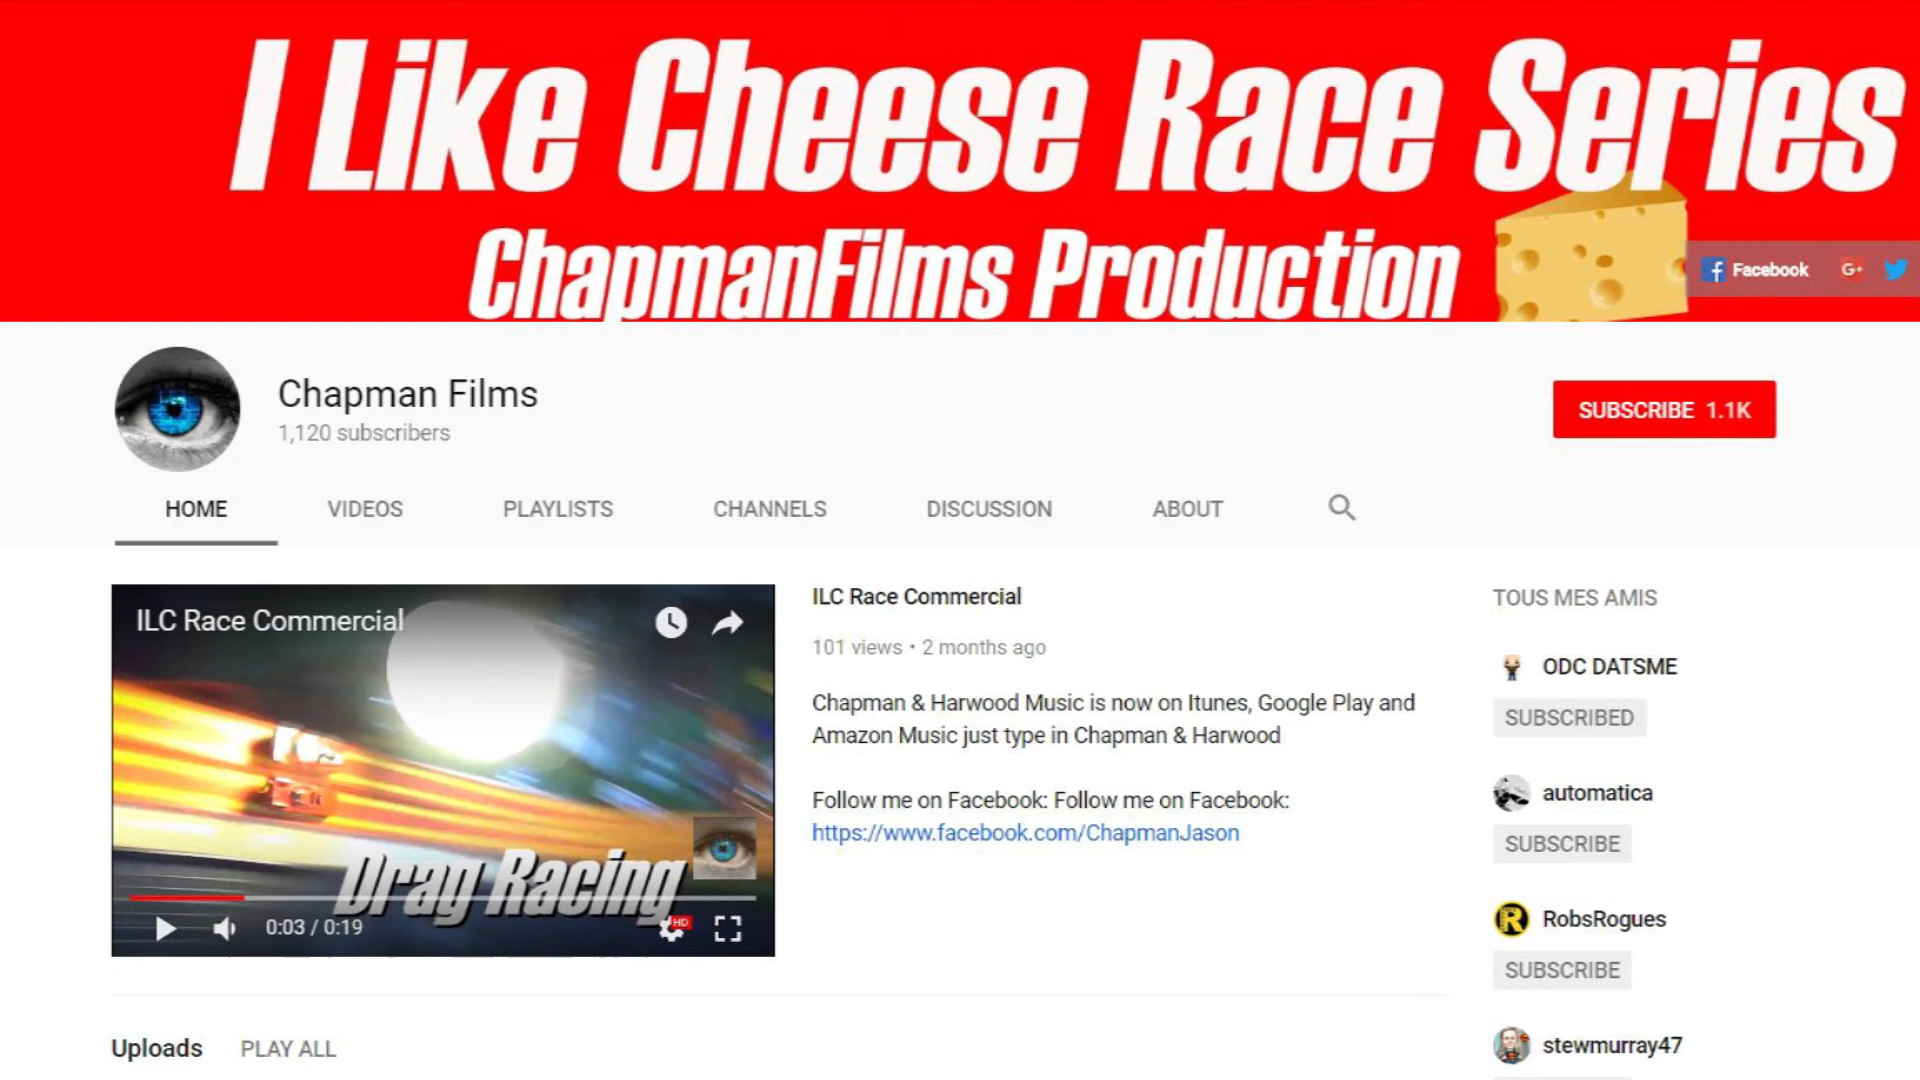 I Like Cheese Race Series
ChapmanFilms Production
Facebook
G+
Chapman Films
1,120 subscribers
SUBSCRIBE 1.1K
HOME VIDEOS PLAYLISTS CHANNELS DISCUSSION ABOUT
ILC Race Commercial
Drag Racing
0:03 / 0:19
HD
ILC Race Commercial
101 views • 2 months ago
Chapman & Harwood Music is now on Itunes, Google Play and
Amazon Music just type in Chapman & Harwood
Follow me on Facebook: Follow me on Facebook:
https://www.facebook.com/ChapmanJason
TOUS MES AMIS
ODC DATSME
SUBSCRIBED
automatica
SUBSCRIBE
R
RobsRogues
SUBSCRIBE
stewmurray47
Uploads PLAY ALL